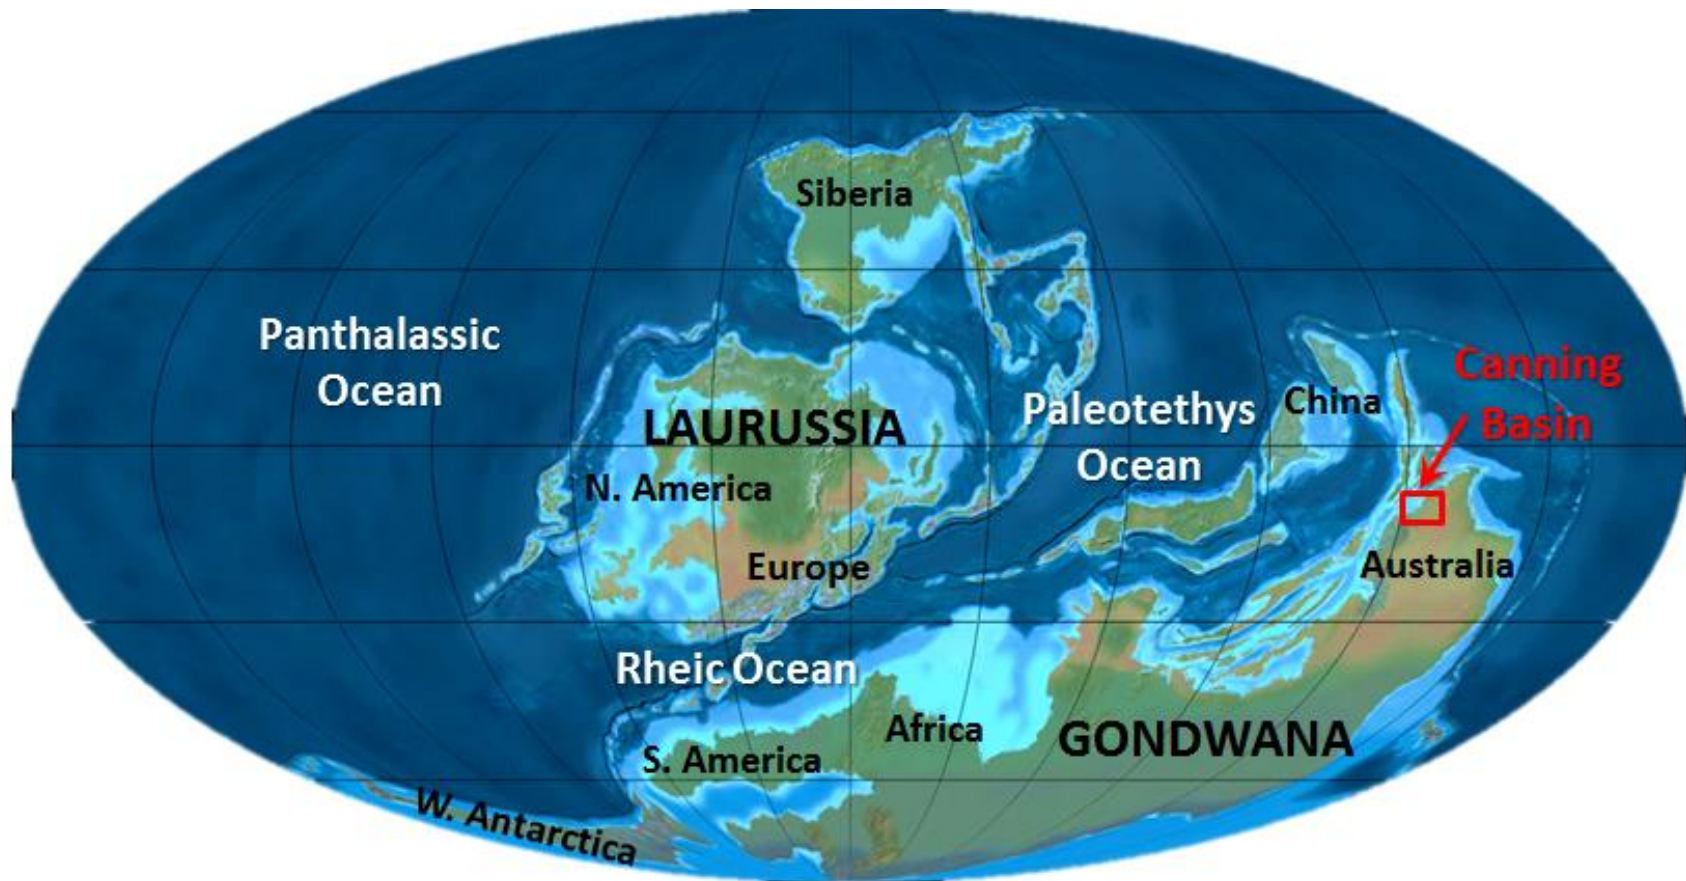 Siberia
Panthalassic
Ocean
Canning
Basin
China
Paleotethys
Ocean
LAURUSSIA
N. America
Europe
Australia
Rheic Ocean
Africa
GONDWANA
S. America
W. Antarctica